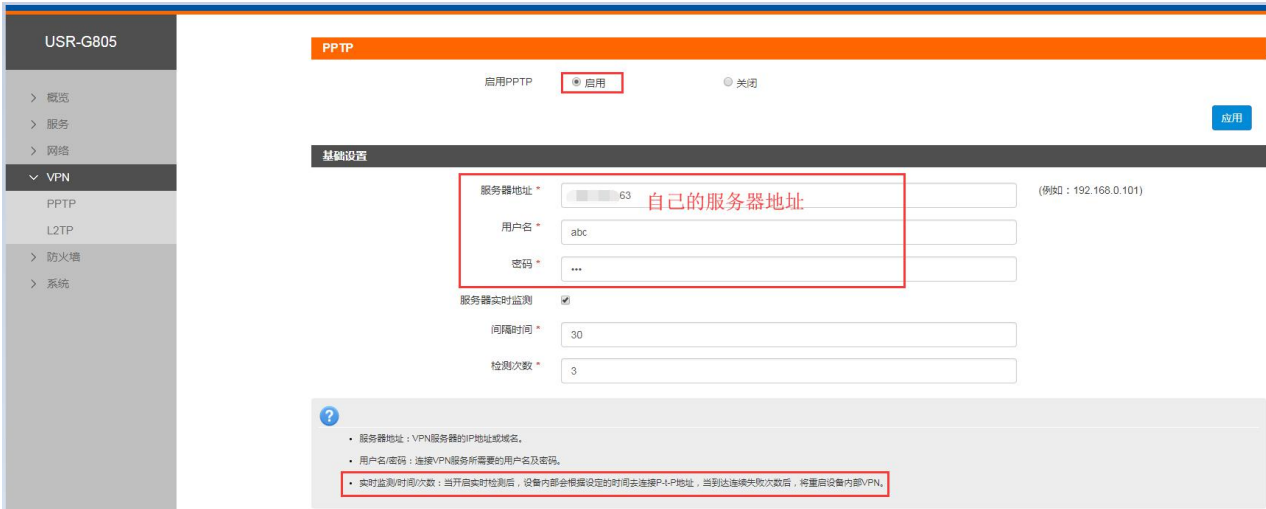 USR-G805
PPTP
启用PPTP
启用
关闭
概览
应用
服务
网络
基础设置
VPN
服务器地址 *
63
自己的服务器地址
(例如：192.168.0.101)
PPTP
用户名 *
abc
L2TP
防火墙
密码 *
•••
系统
服务器实时监测
间隔时间 *
30
检测次数 *
3
• 服务器地址：VPN服务器的IP地址或域名。
• 用户名/密码：连接VPN服务所需要的用户名及密码。
• 实时监测/时间/次数：当开启实时检测后，设备内部会根据设定的时间去连接P-t-P地址，当到达连续失败次数后，将重启设备内部VPN。